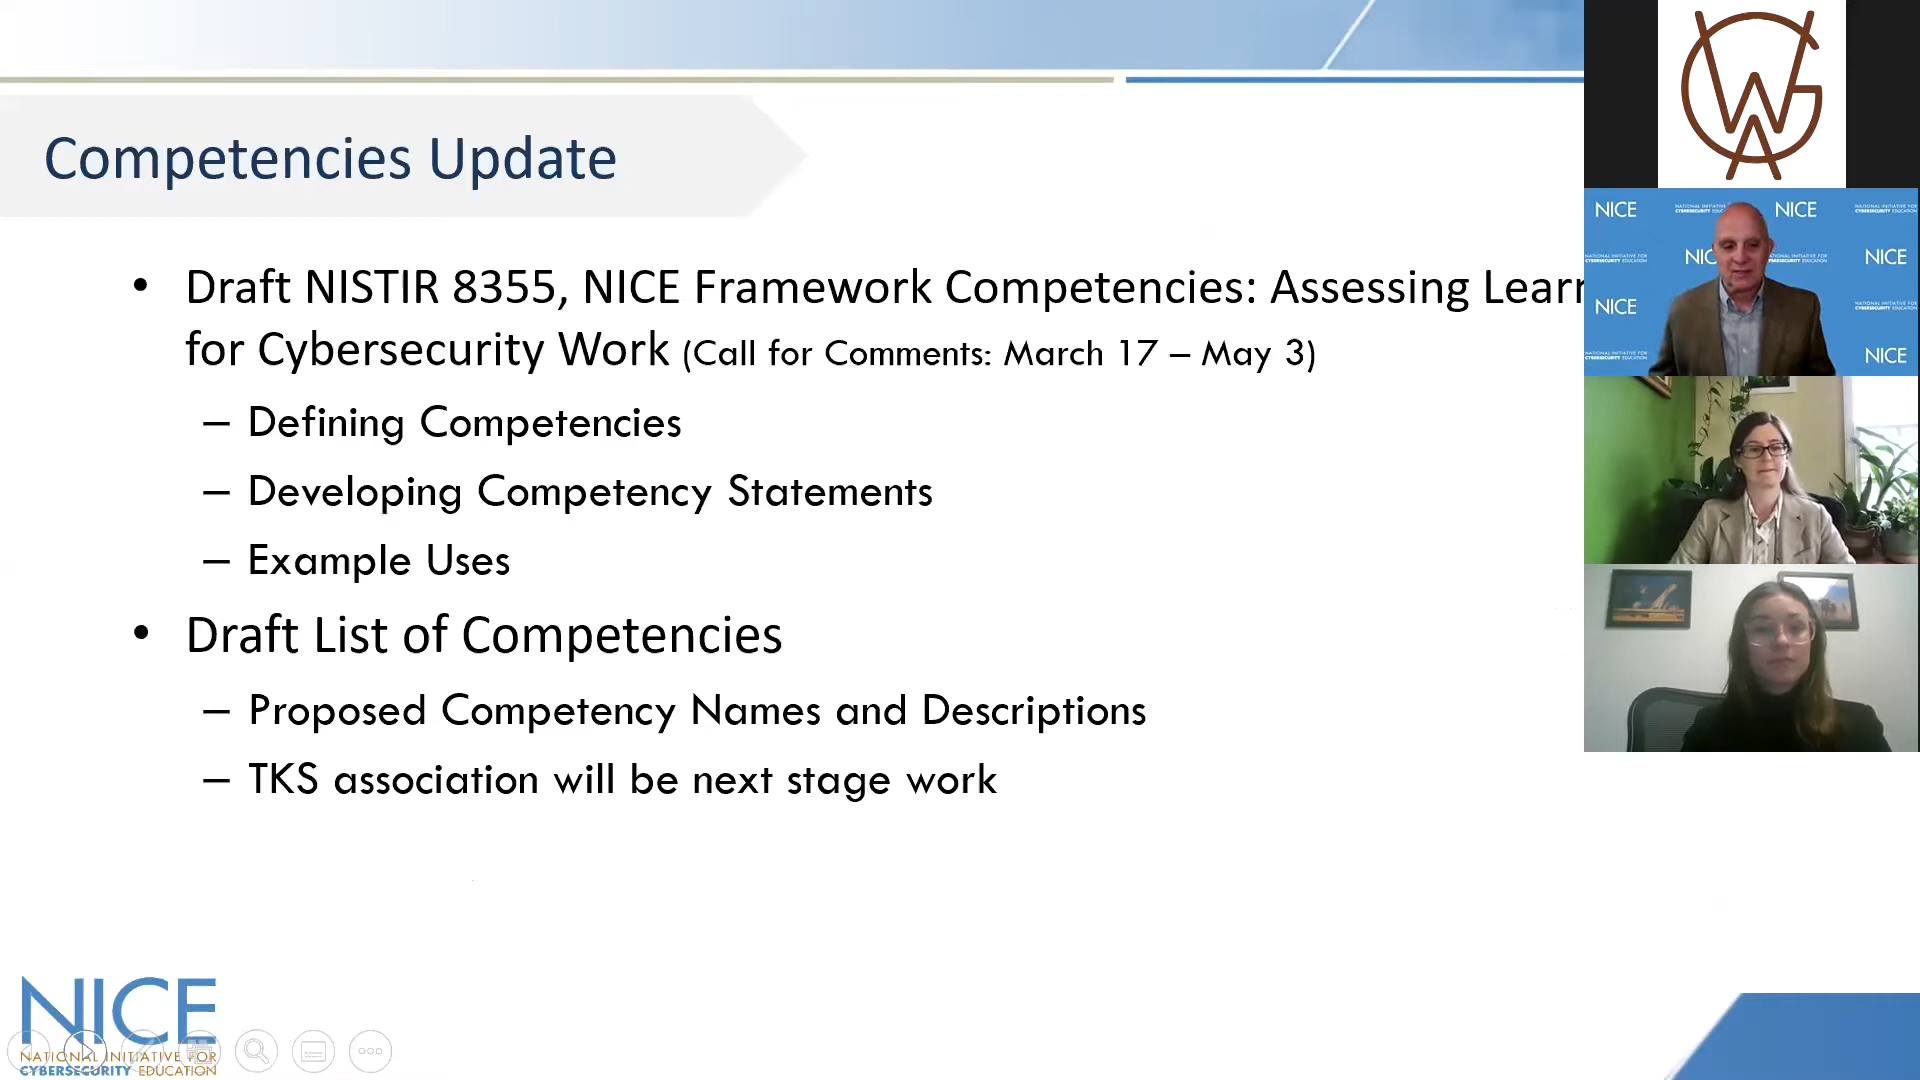 Competencies Update
• Draft NISTIR 8355, NICE Framework Competencies: Assessing Lear
for Cybersecurity Work (Call for Comments: March 17 – May 3)
– Defining Competencies
– Developing Competency Statements
– Example Uses
• Draft List of Competencies
– Proposed Competency Names and Descriptions
– TKS association will be next stage work
NICE
NATIONAL INITIATIVE FOR
CYBERSECURITY EDUCATION
WGA
NICE
NICE
NICE
NICE
NICE